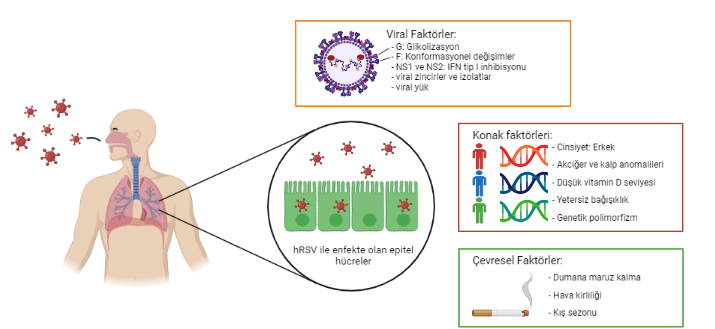 Viral Faktörler:
- G: Glikolizasyon
- F: Konformasyonel değişimler
- NS1 ve NS2: IFN tip I inhibisyonu
- viral zincirler ve izolatlar
- viral yük
Konak faktörleri:
- Cinsiyet: Erkek
- Akciğer ve kalp anomalileri
- Düşük vitamin D seviyesi
- Yetersiz bağışıklık
- Genetik polimorfizm
hRSV ile enfekte olan epitel
hücreler
Çevresel Faktörler:
- Dumana maruz kalma
- Hava kirliliği
- Kış sezonu